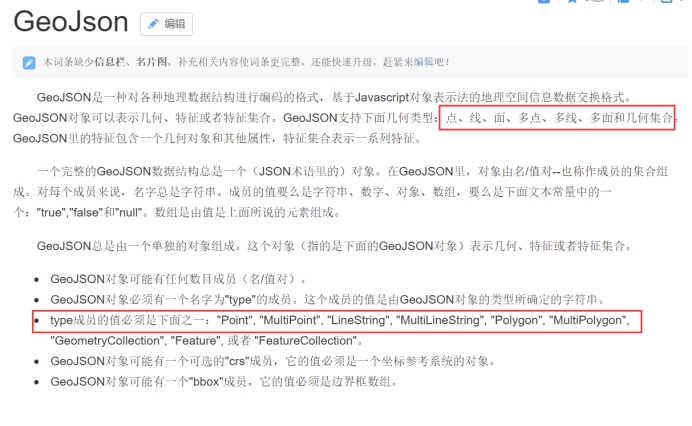 GeoJson 编辑
本词条缺少信息栏、名片图，补充相关内容使词条更完整，还能快速升级，赶紧来编辑吧！
GeoJSON是一种对各种地理数据结构进行编码的格式，基于Javascript对象表示法的地理空间信息数据交换格式。
GeoJSON对象可以表示几何、特征或者特征集合。GeoJSON支持下面几何类型：点、线、面、多点、多线、多面和几何集合。
GeoJSON里的特征包含一个几何对象和其他属性，特征集合表示一系列特征。
一个完整的GeoJSON数据结构总是一个（JSON术语里的）对象。在GeoJSON里，对象由名/值对--也称作成员的集合组
成。对每个成员来说，名字总是字符串。成员的值要么是字符串、数字、对象、数组，要么是下面文本常量中的一
个："true","false"和"null"。数组是由值是上面所说的元素组成。
GeoJSON总是由一个单独的对象组成。这个对象（指的是下面的GeoJSON对象）表示几何、特征或者特征集合。
GeoJSON对象可能有任何数目成员（名/值对）。
GeoJSON对象必须有一个名字为"type"的成员。这个成员的值是由GeoJSON对象的类型所确定的字符串。
type成员的值必须是下面之一："Point", "MultiPoint", "LineString", "MultiLineString", "Polygon", "MultiPolygon",
"GeometryCollection", "Feature", 或者 "FeatureCollection"。
GeoJSON对象可能有一个可选的"crs"成员，它的值必须是一个坐标参考系统的对象。
GeoJSON对象可能有一个"bbox"成员，它的值必须是边界框数组。